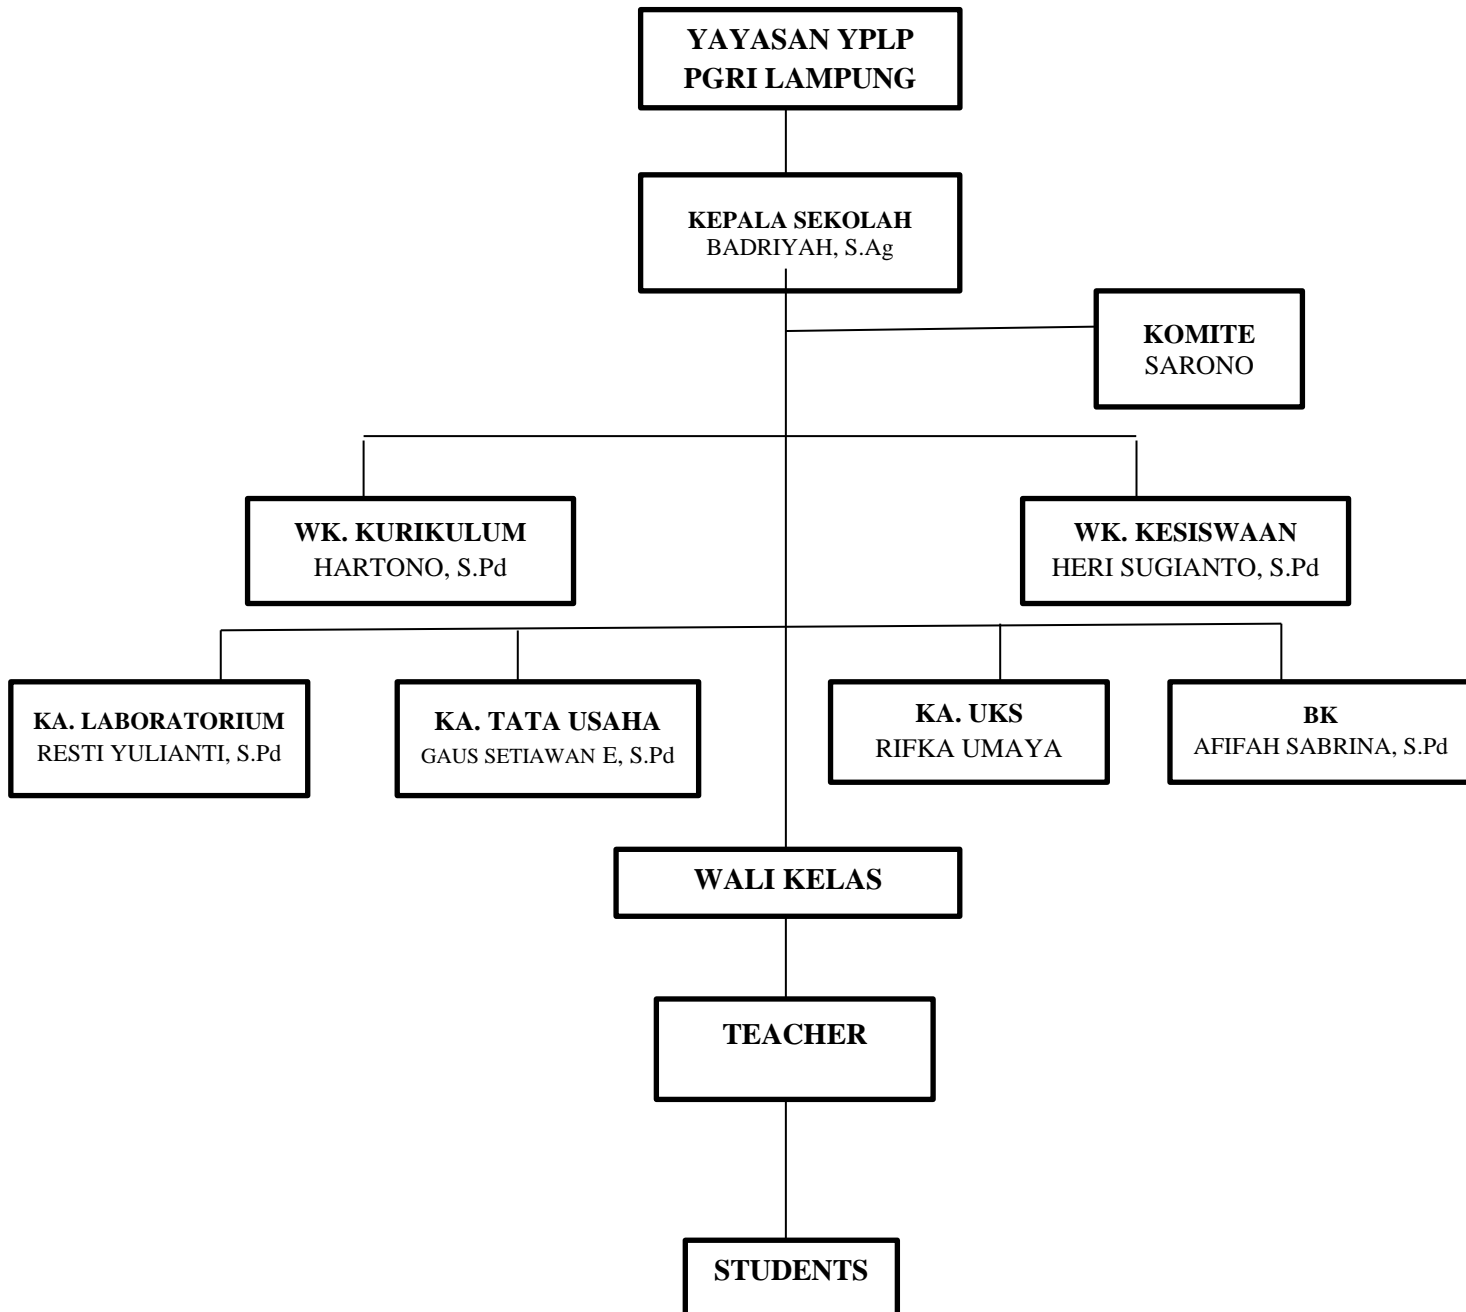 YAYASAN YPLP
PGRI LAMPUNG
KEPALA SEKOLAH
BADRIYAH, S.Ag
KOMITE
SARONO
WK. KURIKULUM
HARTONO, S.Pd
WK. KESISWAAN
HERI SUGIANTO, S.Pd
KA. LABORATORIUM
RESTI YULIANTI, S.Pd
KA. TATA USAHA
GAUS SETIAWAN E, S.Pd
KA. UKS
RIFKA UMAYA
BK
AFIFAH SABRINA, S.Pd
WALI KELAS
TEACHER
STUDENTS